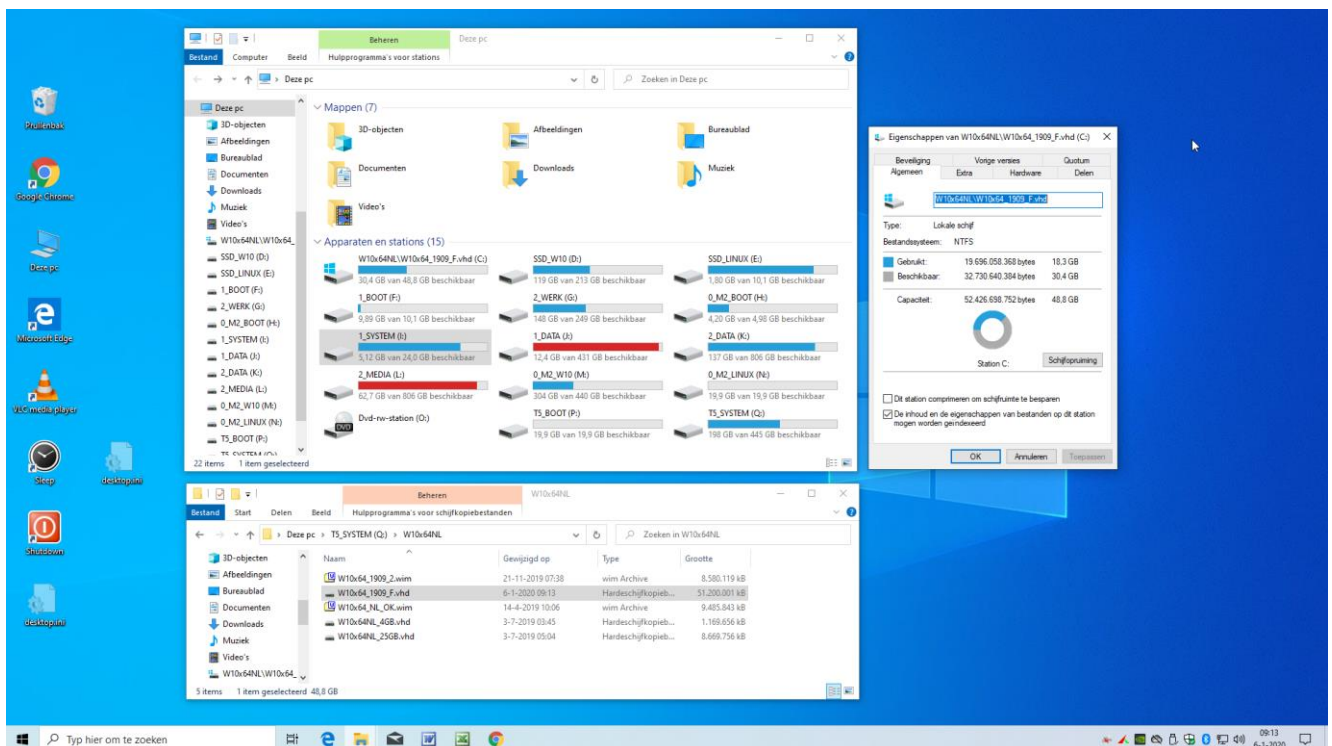 Prullenbak
Google Chrome
Deze pc
Microsoft Edge
VLC media player
Sleep
desktop.ini
Shutdown
desktop.ini
Beheren
Deze pc
Bestand
Computer
Beeld
Hulpprogramma's voor stations
Deze pc
Zoeken in Deze pc
Deze pc
3D-objecten
Afbeeldingen
Bureaublad
Documenten
Downloads
Muziek
Video's
W10x64NL\W10x64_
SSD_W10 (D:)
SSD_LINUX (E:)
1_BOOT (F:)
2_WERK (G:)
0_M2_BOOT (H:)
1_SYSTEM (I:)
1_DATA (J:)
2_DATA (K:)
2_MEDIA (L:)
0_M2_W10 (M:)
0_M2_LINUX (N:)
T5_BOOT (P:)
T5_SYSTEM (Q:)
Mappen (7)
3D-objecten
Afbeeldingen
Bureaublad
Documenten
Downloads
Muziek
Video's
Apparaten en stations (15)
W10x64NL\W10x64_1909_F.vhd (C:)
30,4 GB van 48,8 GB beschikbaar
SSD_W10 (D:)
119 GB van 213 GB beschikbaar
SSD_LINUX (E:)
1,80 GB van 10,1 GB beschikbaar
1_BOOT (F:)
9,89 GB van 10,1 GB beschikbaar
2_WERK (G:)
148 GB van 249 GB beschikbaar
0_M2_BOOT (H:)
4,20 GB van 4,98 GB beschikbaar
1_SYSTEM (I:)
5,12 GB van 24,0 GB beschikbaar
1_DATA (J:)
12,4 GB van 431 GB beschikbaar
2_DATA (K:)
137 GB van 806 GB beschikbaar
2_MEDIA (L:)
62,7 GB van 806 GB beschikbaar
0_M2_W10 (M:)
304 GB van 440 GB beschikbaar
0_M2_LINUX (N:)
19,9 GB van 19,9 GB beschikbaar
DVD
Dvd-rw-station (O:)
T5_BOOT (P:)
19,9 GB van 19,9 GB beschikbaar
T5_SYSTEM (Q:)
198 GB van 445 GB beschikbaar
22 items 1 item geselecteerd
Eigenschappen van W10x64NL\W10x64_1909_F.vhd (C:)
Beveiliging
Vorige versies
Quotum
Algemeen
Extra
Hardware
Delen
W10x64NL\W10x64_1909_F.vhd
Type: Lokale schijf
Bestandssysteem: NTFS
Gebruikt: 19.696.058.368 bytes 18,3 GB
Beschikbaar: 32.730.640.384 bytes 30,4 GB
Capaciteit: 52.426.698.752 bytes 48,8 GB
Station C:
Schijfopruiming
Dit station comprimeren om schijfruimte te besparen
De inhoud en de eigenschappen van bestanden op dit station
mogen worden geïndexeerd
OK
Annuleren
Toepassen
Beheren
W10x64NL
Bestand
Start
Delen
Beeld
Hulpprogramma's voor schijfkopiebestanden
Deze pc > T5_SYSTEM (Q:) > W10x64NL
Zoeken in W10x64NL
3D-objecten
Afbeeldingen
Bureaublad
Documenten
Downloads
Muziek
Video's
W10x64NL\W10x64_
Naam Gewijzigd op Type Grootte
W10x64_1909_2.wim 21-11-2019 07:38 wim Archive 8.580.119 kB
W10x64_1909_F.vhd 6-1-2020 09:13 Hardeschijfkopieb... 51.200.001 kB
W10x64_NL_OK.wim 14-4-2019 10:06 wim Archive 9.485.843 kB
W10x64NL_4GB.vhd 3-7-2019 03:45 Hardeschijfkopieb... 1.169.656 kB
W10x64NL_25GB.vhd 3-7-2019 05:04 Hardeschijfkopieb... 8.669.756 kB
5 items 1 item geselecteerd 48,8 GB
Typ hier om te zoeken
09:13
6-1-2020